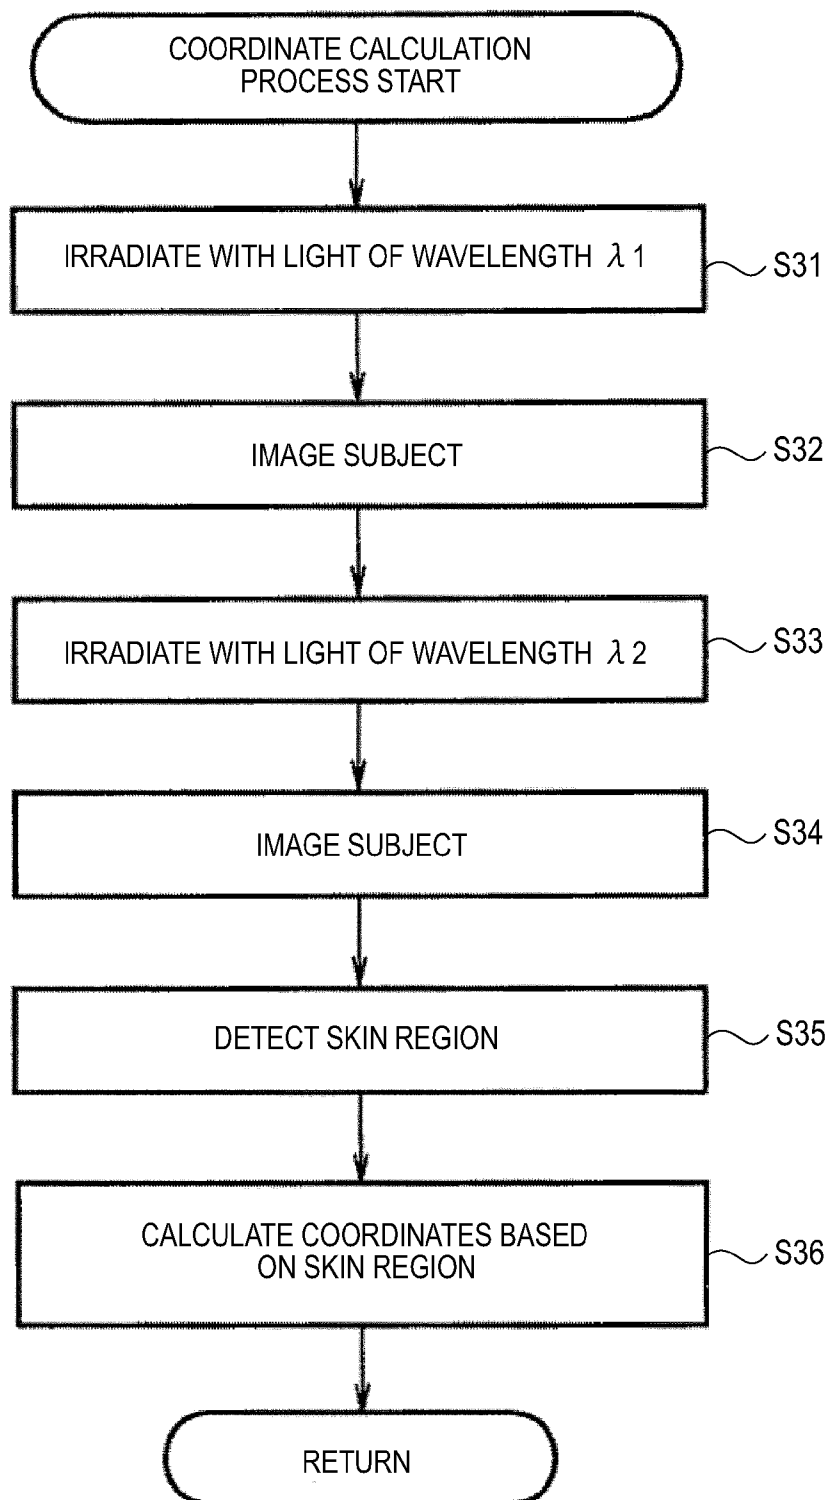 COORDINATE CALCULATION
PROCESS START
IRRADIATE WITH LIGHT OF WAVELENGTH λ1
S31
IMAGE SUBJECT
S32
IRRADIATE WITH LIGHT OF WAVELENGTH λ2
S33
IMAGE SUBJECT
S34
DETECT SKIN REGION
S35
CALCULATE COORDINATES BASED
ON SKIN REGION
S36
RETURN